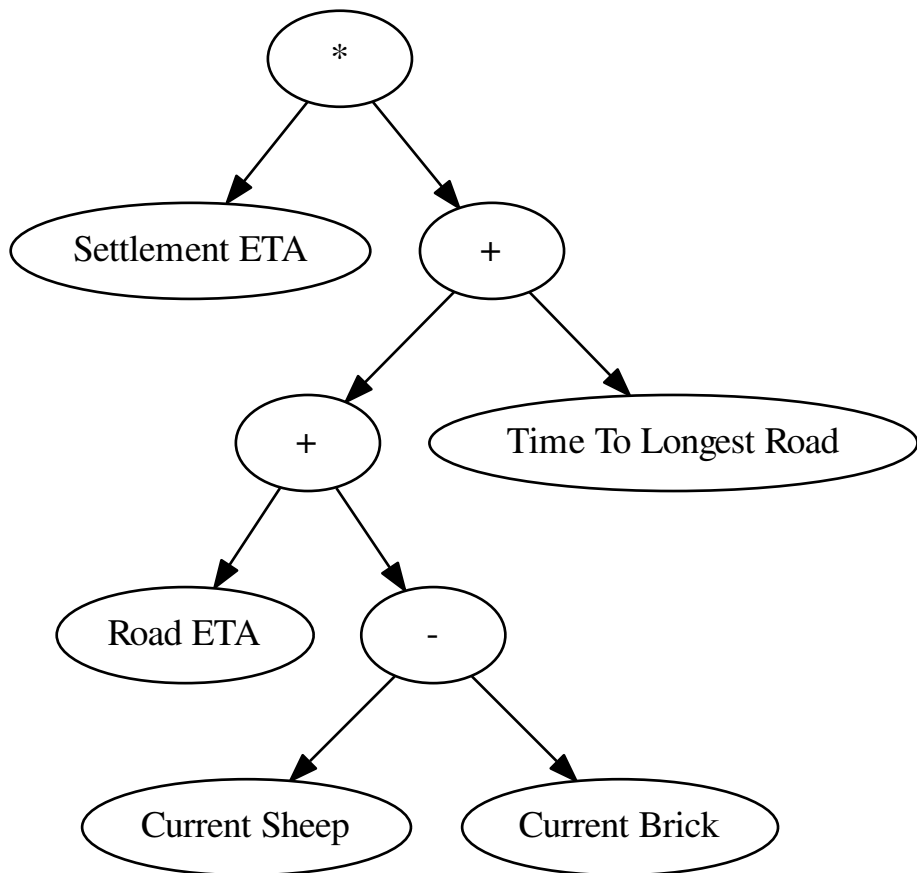 *
Settlement ETA
+
+
Time To Longest Road
Road ETA
-
Current Sheep
Current Brick